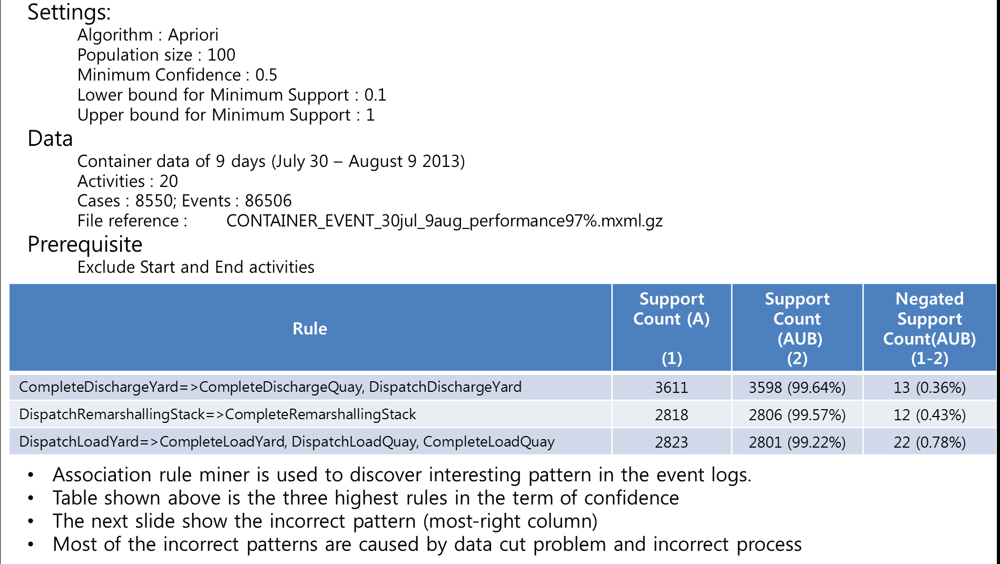 Settings:
Algorithm : Apriori
Population size : 100
Minimum Confidence : 0.5
Lower bound for Minimum Support : 0.1
Upper bound for Minimum Support : 1
Data
Container data of 9 days (July 30 – August 9 2013)
Activities : 20
Cases : 8550; Events : 86506
File reference : CONTAINER_EVENT_30jul_9aug_performance97%.mxml.gz
Prerequisite
Exclude Start and End activities
Rule
Support
Count (A)
(1)
Support
Count
(AUB)
(2)
Negated
Support
Count(AUB)
(1-2)
CompleteDischargeYard=>CompleteDischargeQuay, DispatchDischargeYard 3611 3598 (99.64%) 13 (0.36%)
DispatchRemarshallingStack=>CompleteRemarshallingStack 2818 2806 (99.57%) 12 (0.43%)
DispatchLoadYard=>CompleteLoadYard, DispatchLoadQuay, CompleteLoadQuay 2823 2801 (99.22%) 22 (0.78%)
• Association rule miner is used to discover interesting pattern in the event logs.
• Table shown above is the three highest rules in the term of confidence
• The next slide show the incorrect pattern (most-right column)
• Most of the incorrect patterns are caused by data cut problem and incorrect process